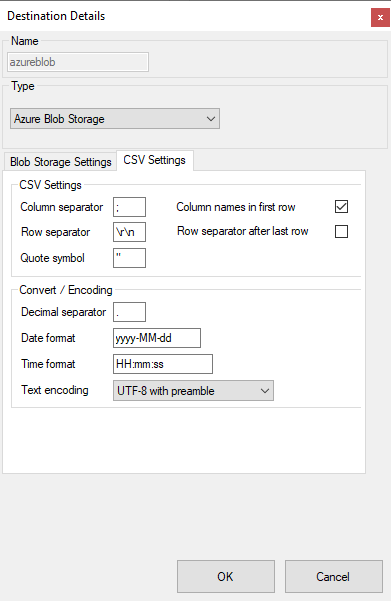 Destination Details
x
Name
azureblob
Type
Azure Blob Storage
Blob Storage Settings CSV Settings
CSV Settings
Column separator ; Column names in first row
Row separator \r\n Row separator after last row
Quote symbol "
Convert / Encoding
Decimal separator .
Date format yyyy-MM-dd
Time format HH:mm:ss
Text encoding UTF-8 with preamble
OK Cancel